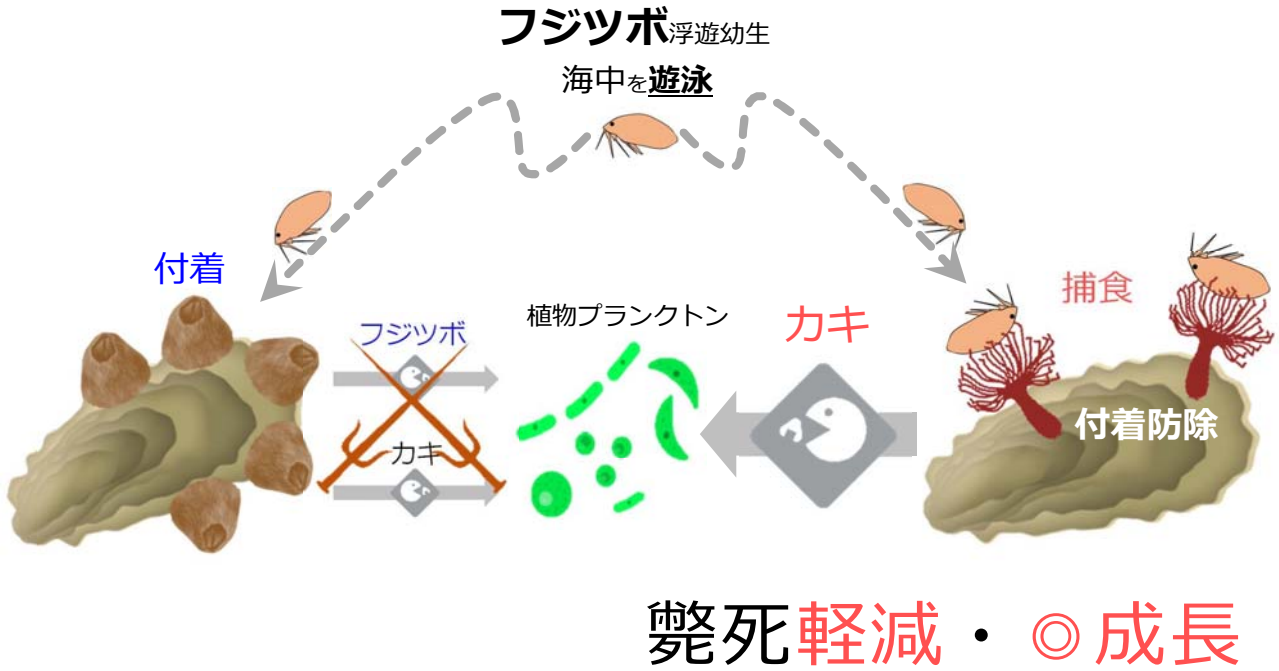 フジツボ浮遊幼生
海中を遊泳
付着
捕食
フジツボ
植物プランクトン
カキ
カキ
付着防除
斃死軽減・◎成長